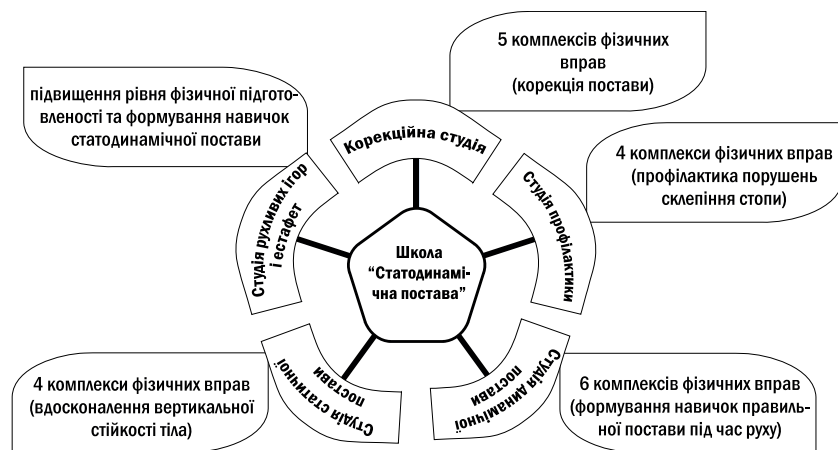 5 комплексів фізичних
вправ
(корекція постави)
підвищення рівня фізичної підгото-
вленості та формування навичок
статодинамічної постави
Корекційна студія
4 комплекси фізичних вправ
(профілактика порушень
склепіння стопи)
Студія рухливих ігор
і естафет
Студія профілактики
Школа
“Статодинамі-
чна постава”
Студія статичної
постави
Студія динамічної
постави
4 комплекси фізичних вправ
(вдосконалення вертикальної
стійкості тіла)
6 комплексів фізичних вправ
(формування навичок правиль-
ної постави під час руху)